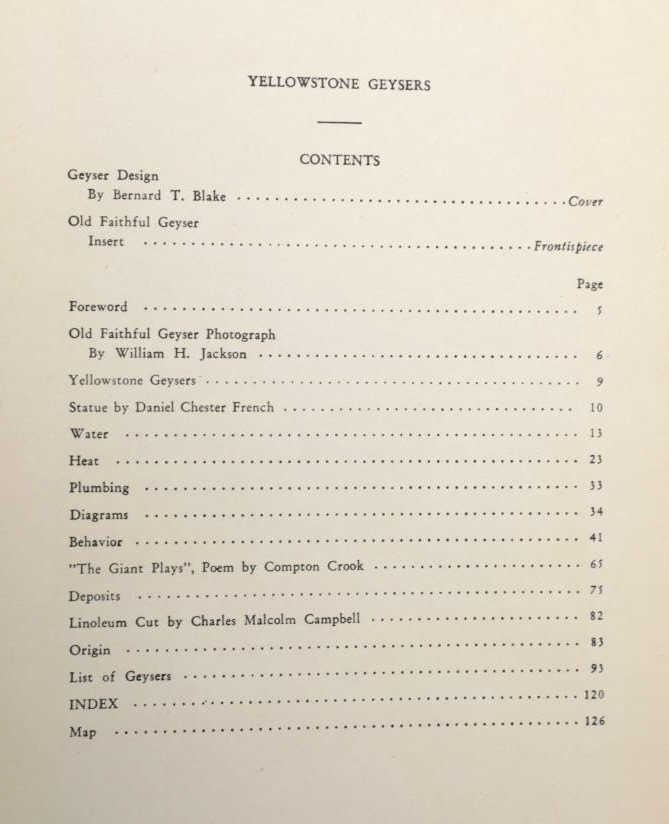 YELLOWSTONE GEYSERS
CONTENTS
Geyser Design
By Bernard T. Blake .................................. Cover
Old Faithful Geyser
Insert ........................................ Frontispiece
Page
Foreword ............................................. 5
Old Faithful Geyser Photograph
By William H. Jackson ................................. 6
Yellowstone Geysers ....................................... 9
Statue by Daniel Chester French .............................. 10
Water ............................................... 13
Heat ................................................ 23
Plumbing ............................................. 33
Diagrams ............................................. 34
Behavior .............................................. 41
"The Giant Plays", Poem by Compton Crook ...................... 65
Deposits .............................................. 75
Linoleum Cut by Charles Malcolm Campbell ...................... 82
Origin ............................................... 83
List of Geysers ......................................... 93
INDEX .............................................. 120
Map ................................................ 126